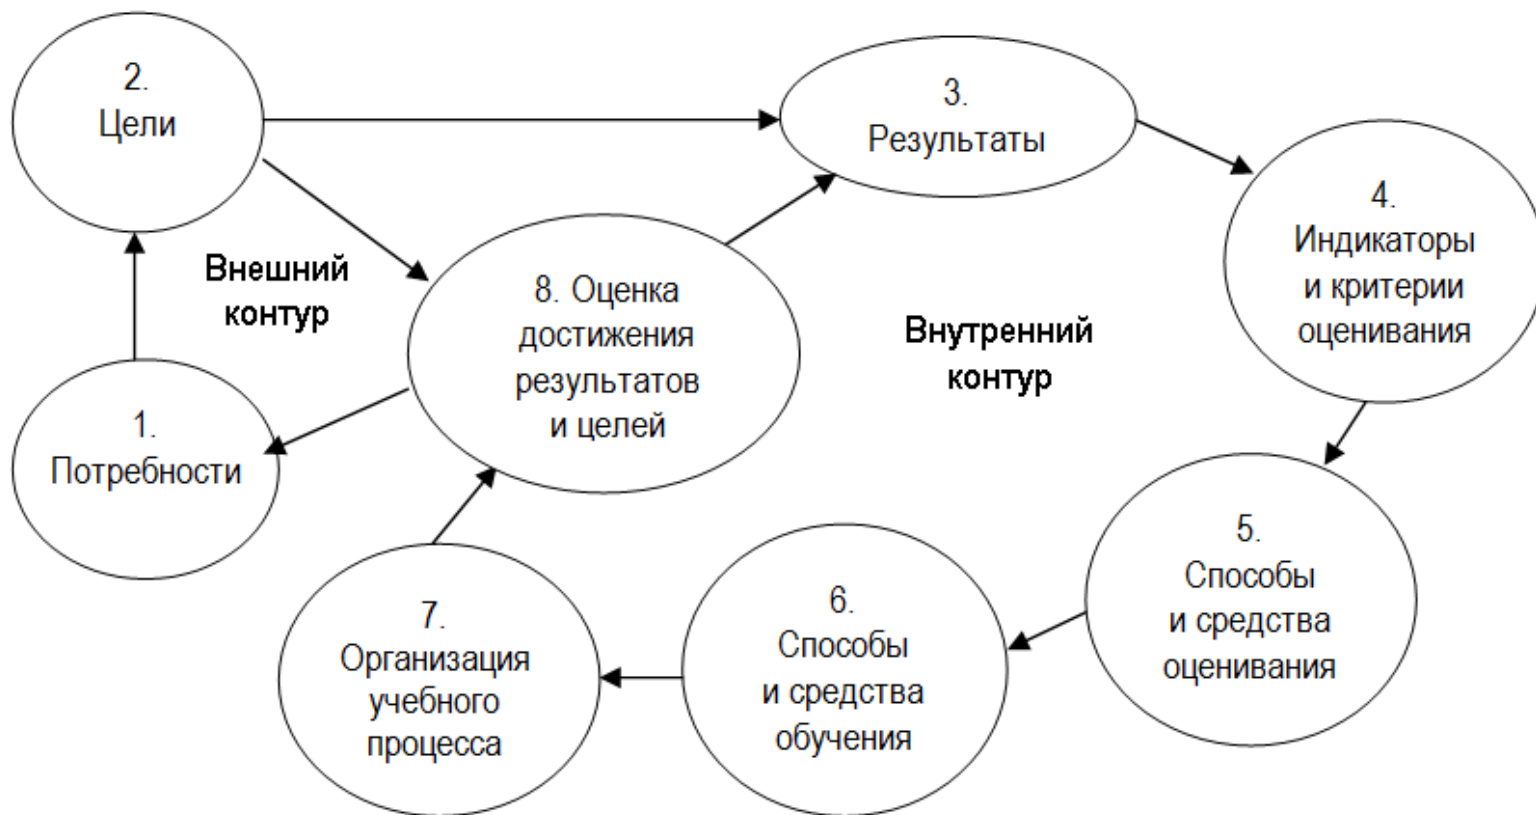 2.
Цели
3.
Результаты
4.
Индикаторы
и критерии
оценивания
Внешний
контур
8. Оценка
достижения
результатов
и целей
Внутренний
контур
1.
Потребности
5.
Способы
и средства
оценивания
6.
Способы
и средства
обучения
7.
Организация
учебного
процесса